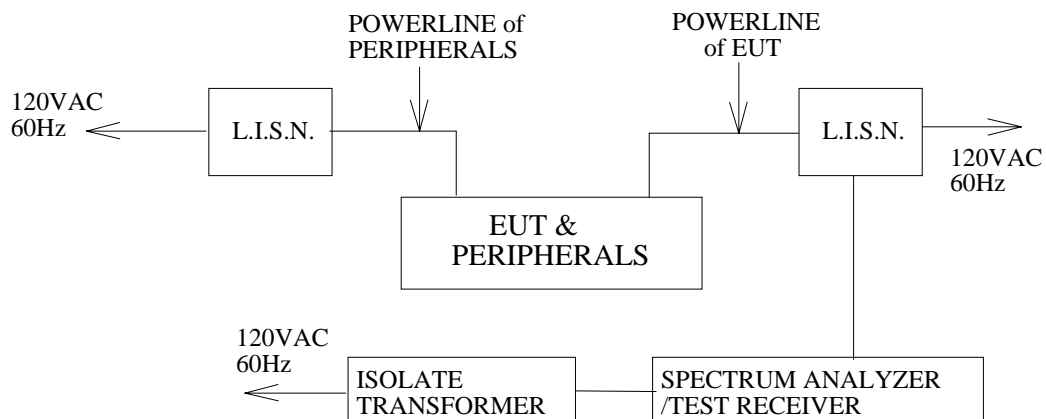 POWERLINE of
PERIPHERALS
POWERLINE
of EUT
120VAC
60Hz
L.I.S.N.
L.I.S.N.
120VAC
60Hz
EUT &
PERIPHERALS
120VAC
60Hz
ISOLATE
TRANSFORMER
SPECTRUM ANALYZER
/TEST RECEIVER